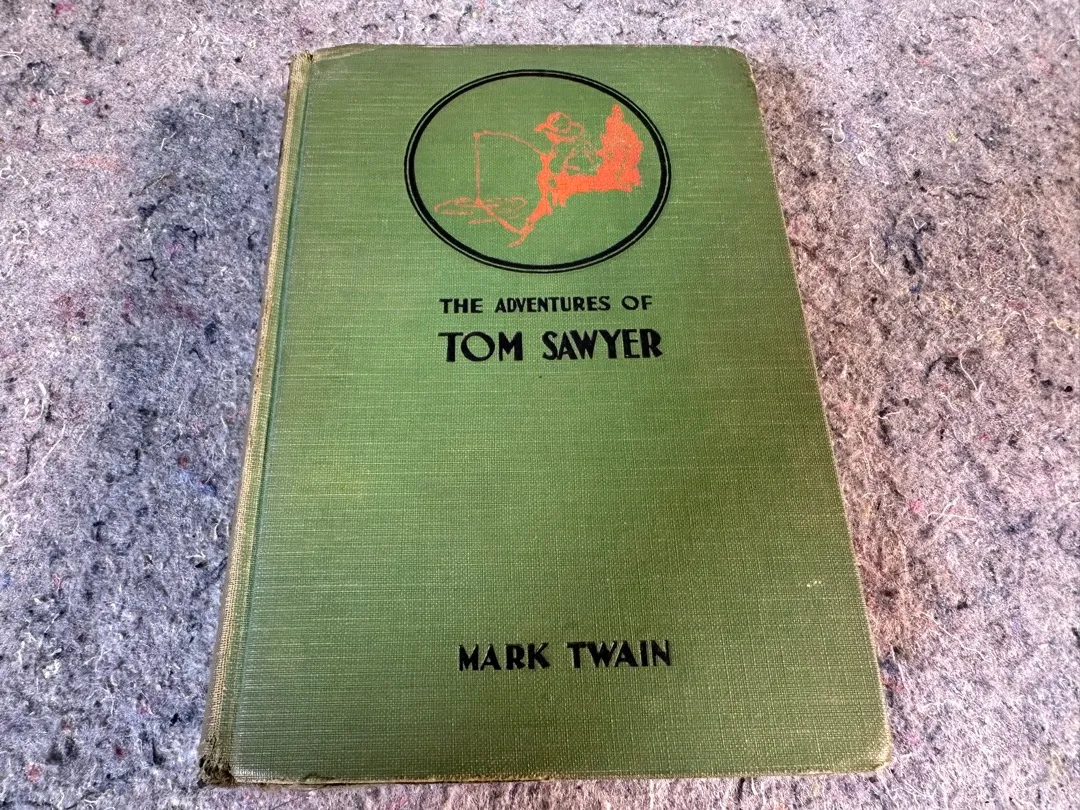 THE ADVENTURES OF
TOM SAWYER
MARK TWAIN